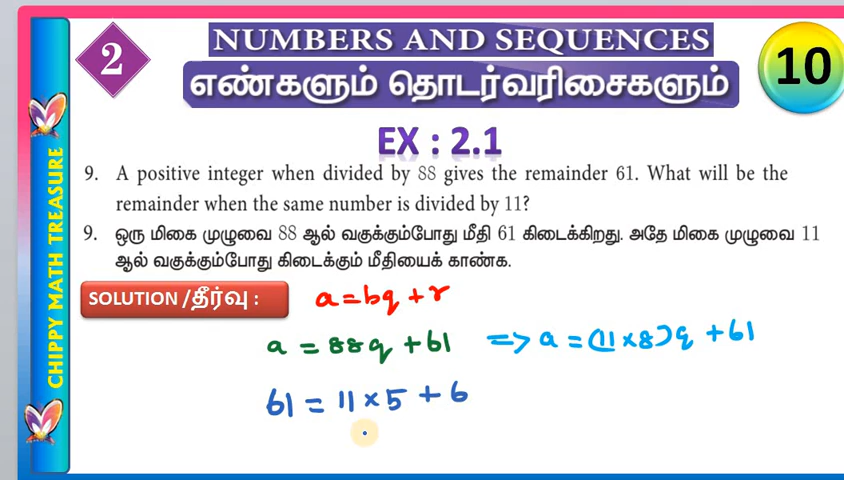 2
NUMBERS AND SEQUENCES
எண்களும் தொடர்வரிசைகளும்
10
EX : 2.1
9. A positive integer when divided by 88 gives the remainder 61. What will be the
remainder when the same number is divided by 11?
9. ஒரு மிகை முழுவை 88 ஆல் வகுக்கும்போது மீதி 61 கிடைக்கிறது. அதே மிகை முழுவை 11
ஆல் வகுக்கும்போது கிடைக்கும் மீதியைக் காண்க.
SOLUTION /தீர்வு :
a = bq + r
a = 88q + 61 => a = (11 × 8)q + 61
61 = 11 × 5 + 6
CHIPPY MATH TREASURE